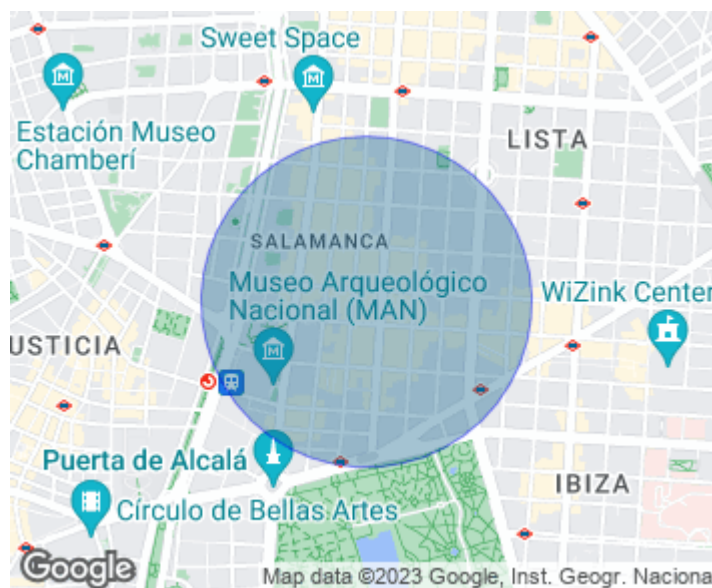 Sweet Space
Estación Museo
Chamberí
LISTA
SALAMANCA
Museo Arqueológico
Nacional (MAN)
WiZink Center
USTICIA
Puerta de Alcalá
IBIZA
Círculo de Bellas Artes
Google
Map data ©2023 Google, Inst. Geogr. Naciona